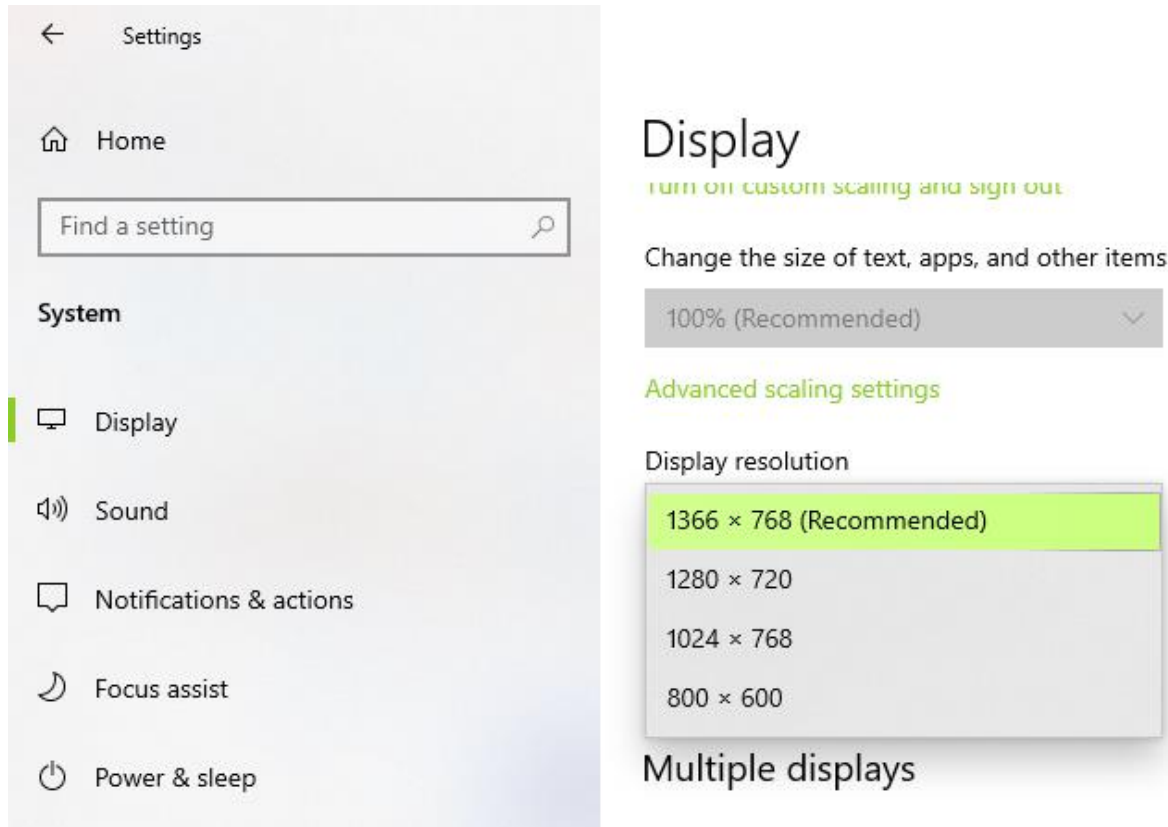 Settings
Home
Find a setting
System
Display
Sound
Notifications & actions
Focus assist
Power & sleep
Display
Turn off custom scaling and sign out
Change the size of text, apps, and other items
100% (Recommended)
Advanced scaling settings
Display resolution
1366 × 768 (Recommended)
1280 × 720
1024 × 768
800 × 600
Multiple displays